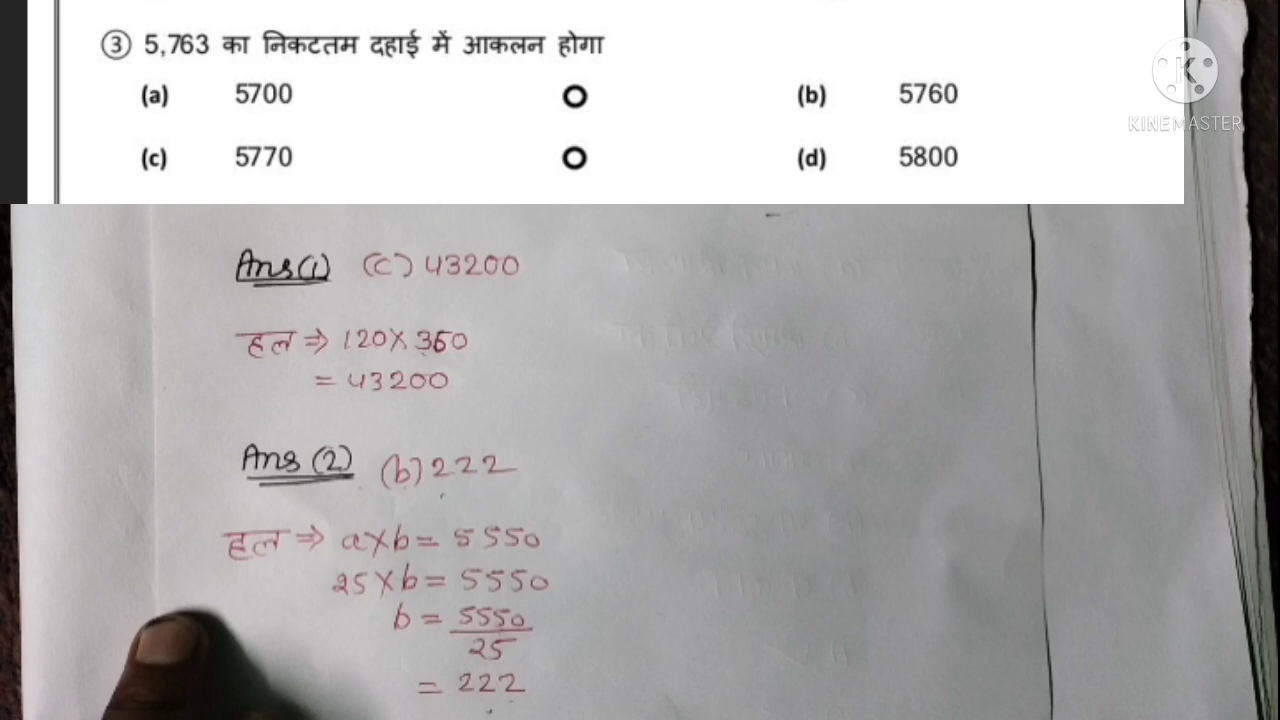 ③ 5,763 का निकटतम दहाई में आकलन होगा
(a) 5700 (b) 5760
(c) 5770 (d) 5800
KINEMASTER
Ans (1) (c) 43200
हल ⇒ 120 × 360
= 43200
Ans (2) (b) 222
हल ⇒ a × b = 5550
25 × b = 5550
b = 5550
25
= 222